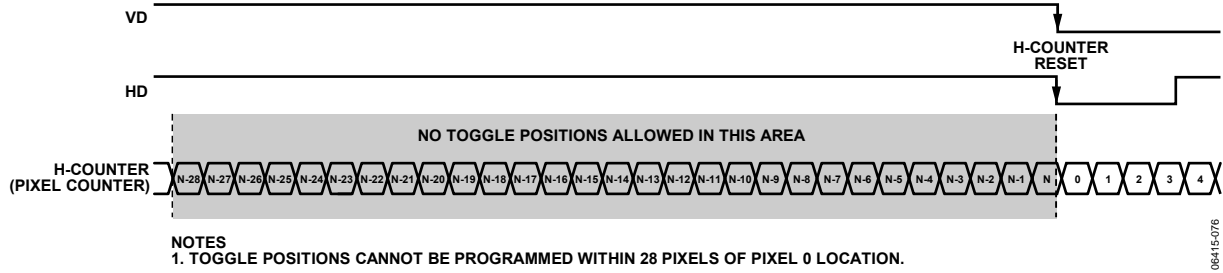 VD
H-COUNTER
RESET
HD
NO TOGGLE POSITIONS ALLOWED IN THIS AREA
H-COUNTER
(PIXEL COUNTER)
N-28 N-27 N-26 N-25 N-24 N-23 N-22 N-21 N-20 N-19 N-18 N-17 N-16 N-15 N-14 N-13 N-12 N-11 N-10 N-9 N-8 N-7 N-6 N-5 N-4 N-3 N-2 N-1 N 0 1 2 3 4
NOTES
1. TOGGLE POSITIONS CANNOT BE PROGRAMMED WITHIN 28 PIXELS OF PIXEL 0 LOCATION.
06415-076